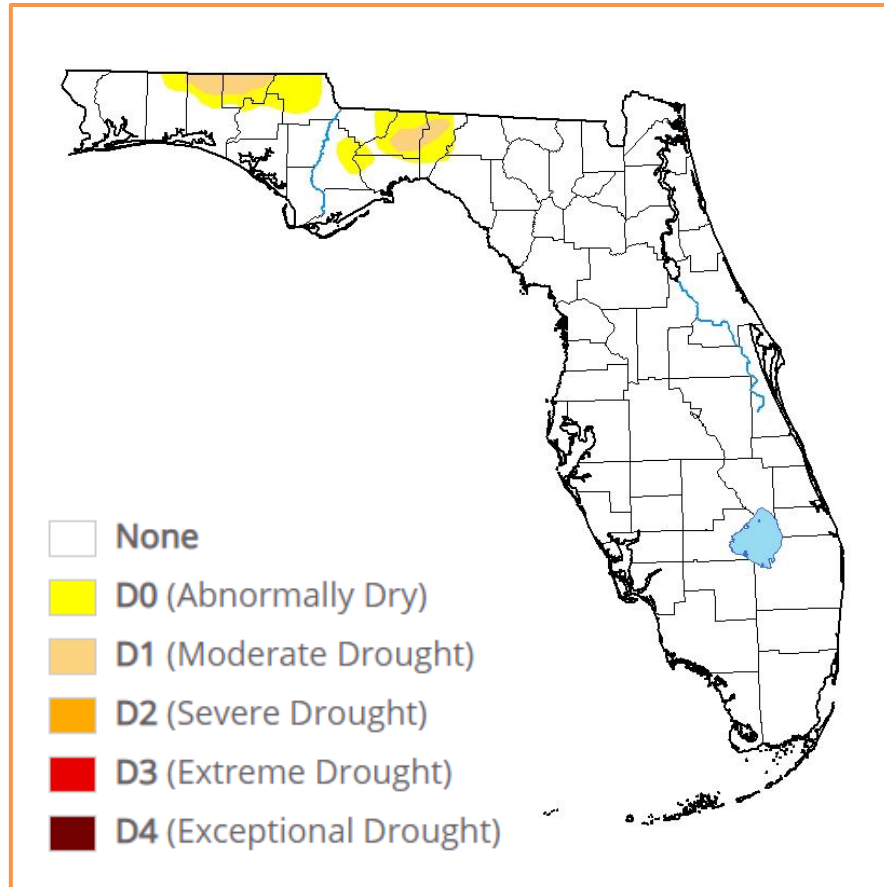 None
D0 (Abnormally Dry)
D1 (Moderate Drought)
D2 (Severe Drought)
D3 (Extreme Drought)
D4 (Exceptional Drought)